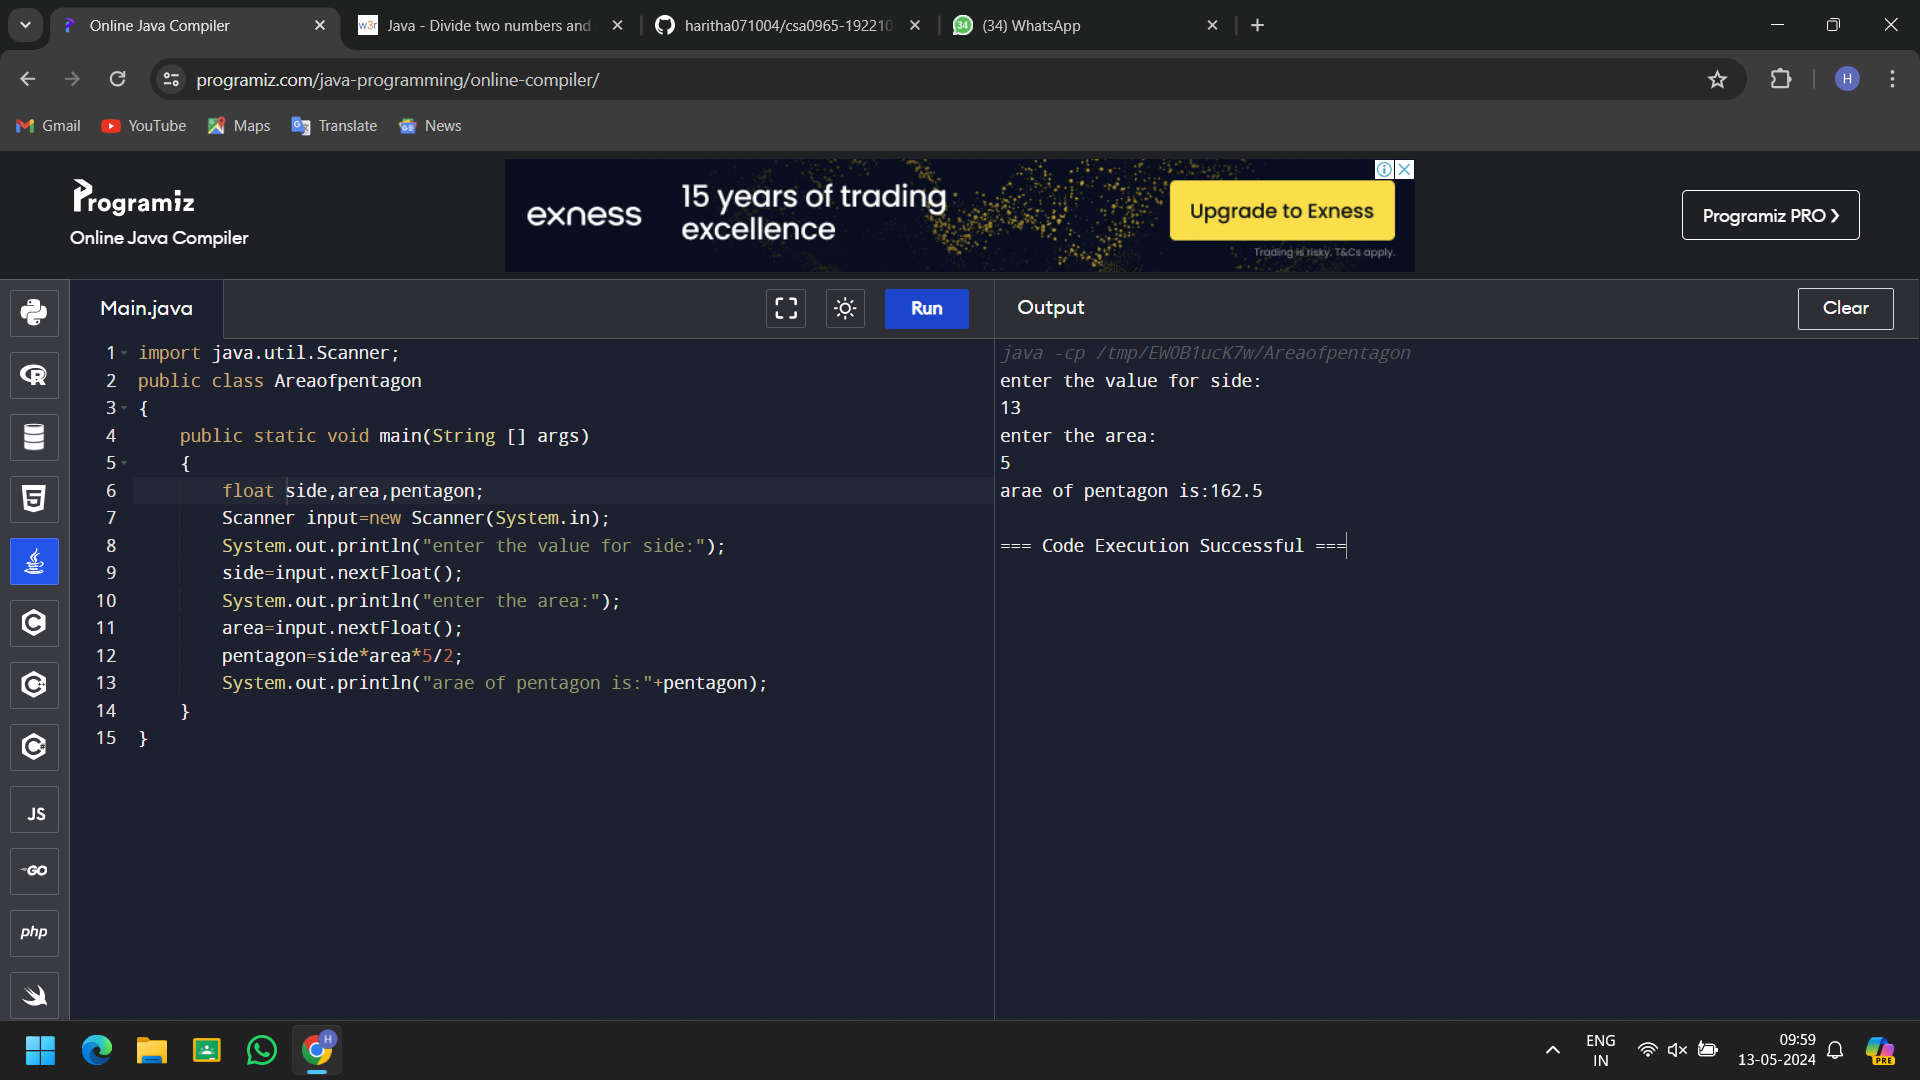 Online Java Compiler
w3r Java - Divide two numbers and
haritha071004/csa0965-192210
34 (34) WhatsApp
programiz.com/java-programming/online-compiler/
H
Gmail YouTube Maps Translate News
Programiz
Online Java Compiler
exness
15 years of trading
excellence
Upgrade to Exness
Trading is risky. T&Cs apply.
Programiz PRO
Main.java
Run
Output
Clear
1 import java.util.Scanner;
2 public class Areaofpentagon
3 {
4 public static void main(String [] args)
5 {
6 float side,area,pentagon;
7 Scanner input=new Scanner(System.in);
8 System.out.println("enter the value for side:");
9 side=input.nextFloat();
10 System.out.println("enter the area:");
11 area=input.nextFloat();
12 pentagon=side*area*5/2;
13 System.out.println("arae of pentagon is:"+pentagon);
14 }
15 }
java -cp /tmp/EW0B1ucK7w/Areaofpentagon
enter the value for side:
13
enter the area:
5
arae of pentagon is:162.5
=== Code Execution Successful ===
R
5
C
C
C
JS
GO
php
H
ENG
IN
09:59
13-05-2024
PRE